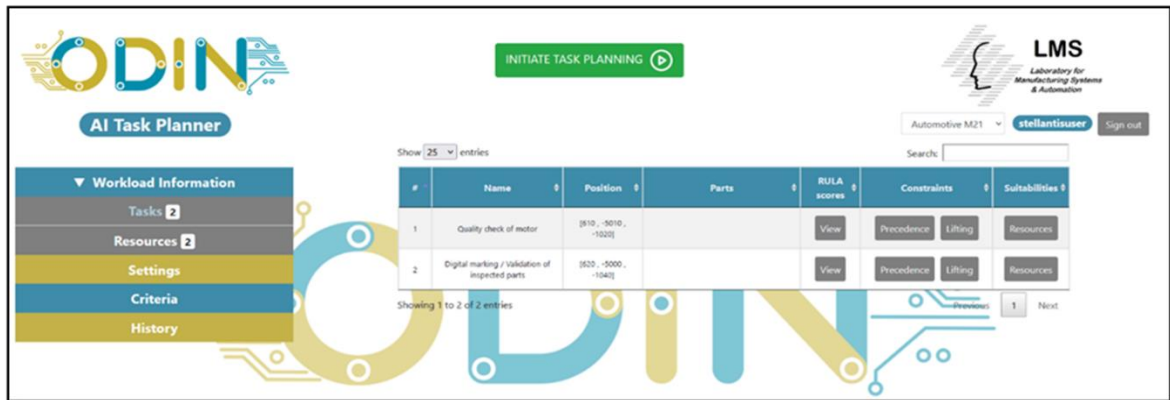 ODIN
INITIATE TASK PLANNING
LMS
Laboratory for
Manufacturing Systems
& Automation
AI Task Planner
Automotive M21
stellantisuser
Sign out
Show 25 entries
Search:
Workload Information
Tasks 2
Resources 2
Settings
Criteria
History
# Name Position Parts RULA scores Constraints Suitabilities
1 Quality check of motor [610 , -5010 ,
-1020]
View Precedence Lifting Resources
2 Digital marking / Validation of
inspected parts
[620 , -5000 ,
-1040]
View Precedence Lifting Resources
Showing 1 to 2 of 2 entries
Previous 1 Next
ODIN